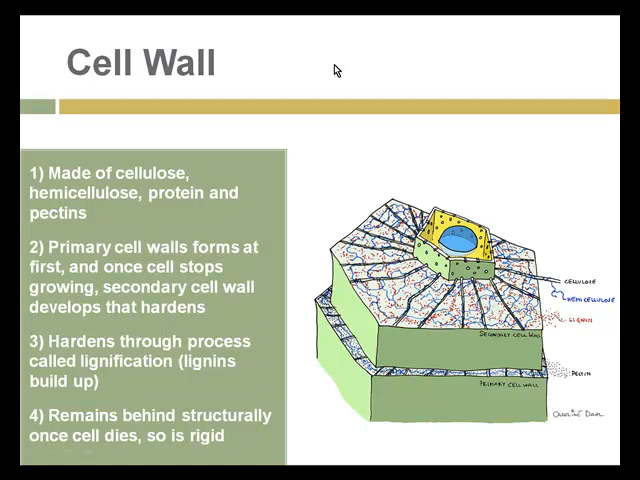 Cell Wall
1) Made of cellulose,
hemicellulose, protein and
pectins
2) Primary cell walls forms at
first, and once cell stops
growing, secondary cell wall
develops that hardens
3) Hardens through process
called lignification (lignins
build up)
4) Remains behind structurally
once cell dies, so is rigid
CELLULOSE
HEMICELLULOSE
LIGNIN
SECONDARY CELL WALL
PECTIN
PRIMARY CELL WALL